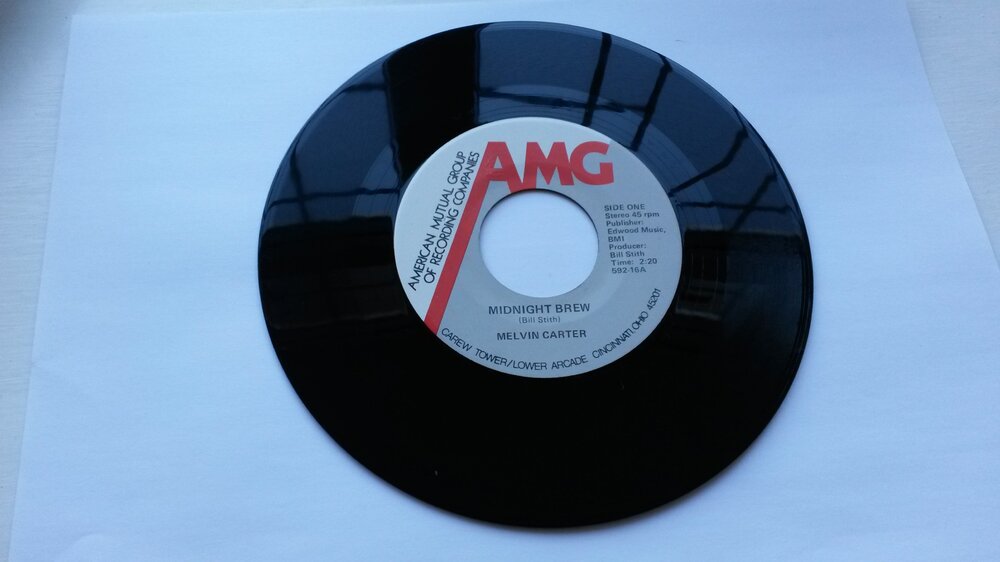 AMG
AMERICAN MUTUAL GROUP
OF RECORDING COMPANIES
SIDE ONE
Stereo 45 rpm
Publisher:
Edwood Music,
BMI
Producer:
Bill Stith
Time: 2:20
592-16A
MIDNIGHT BREW
(Bill Stith)
MELVIN CARTER
CAREW TOWER/LOWER ARCADE CINCINNATI, OHIO 45201